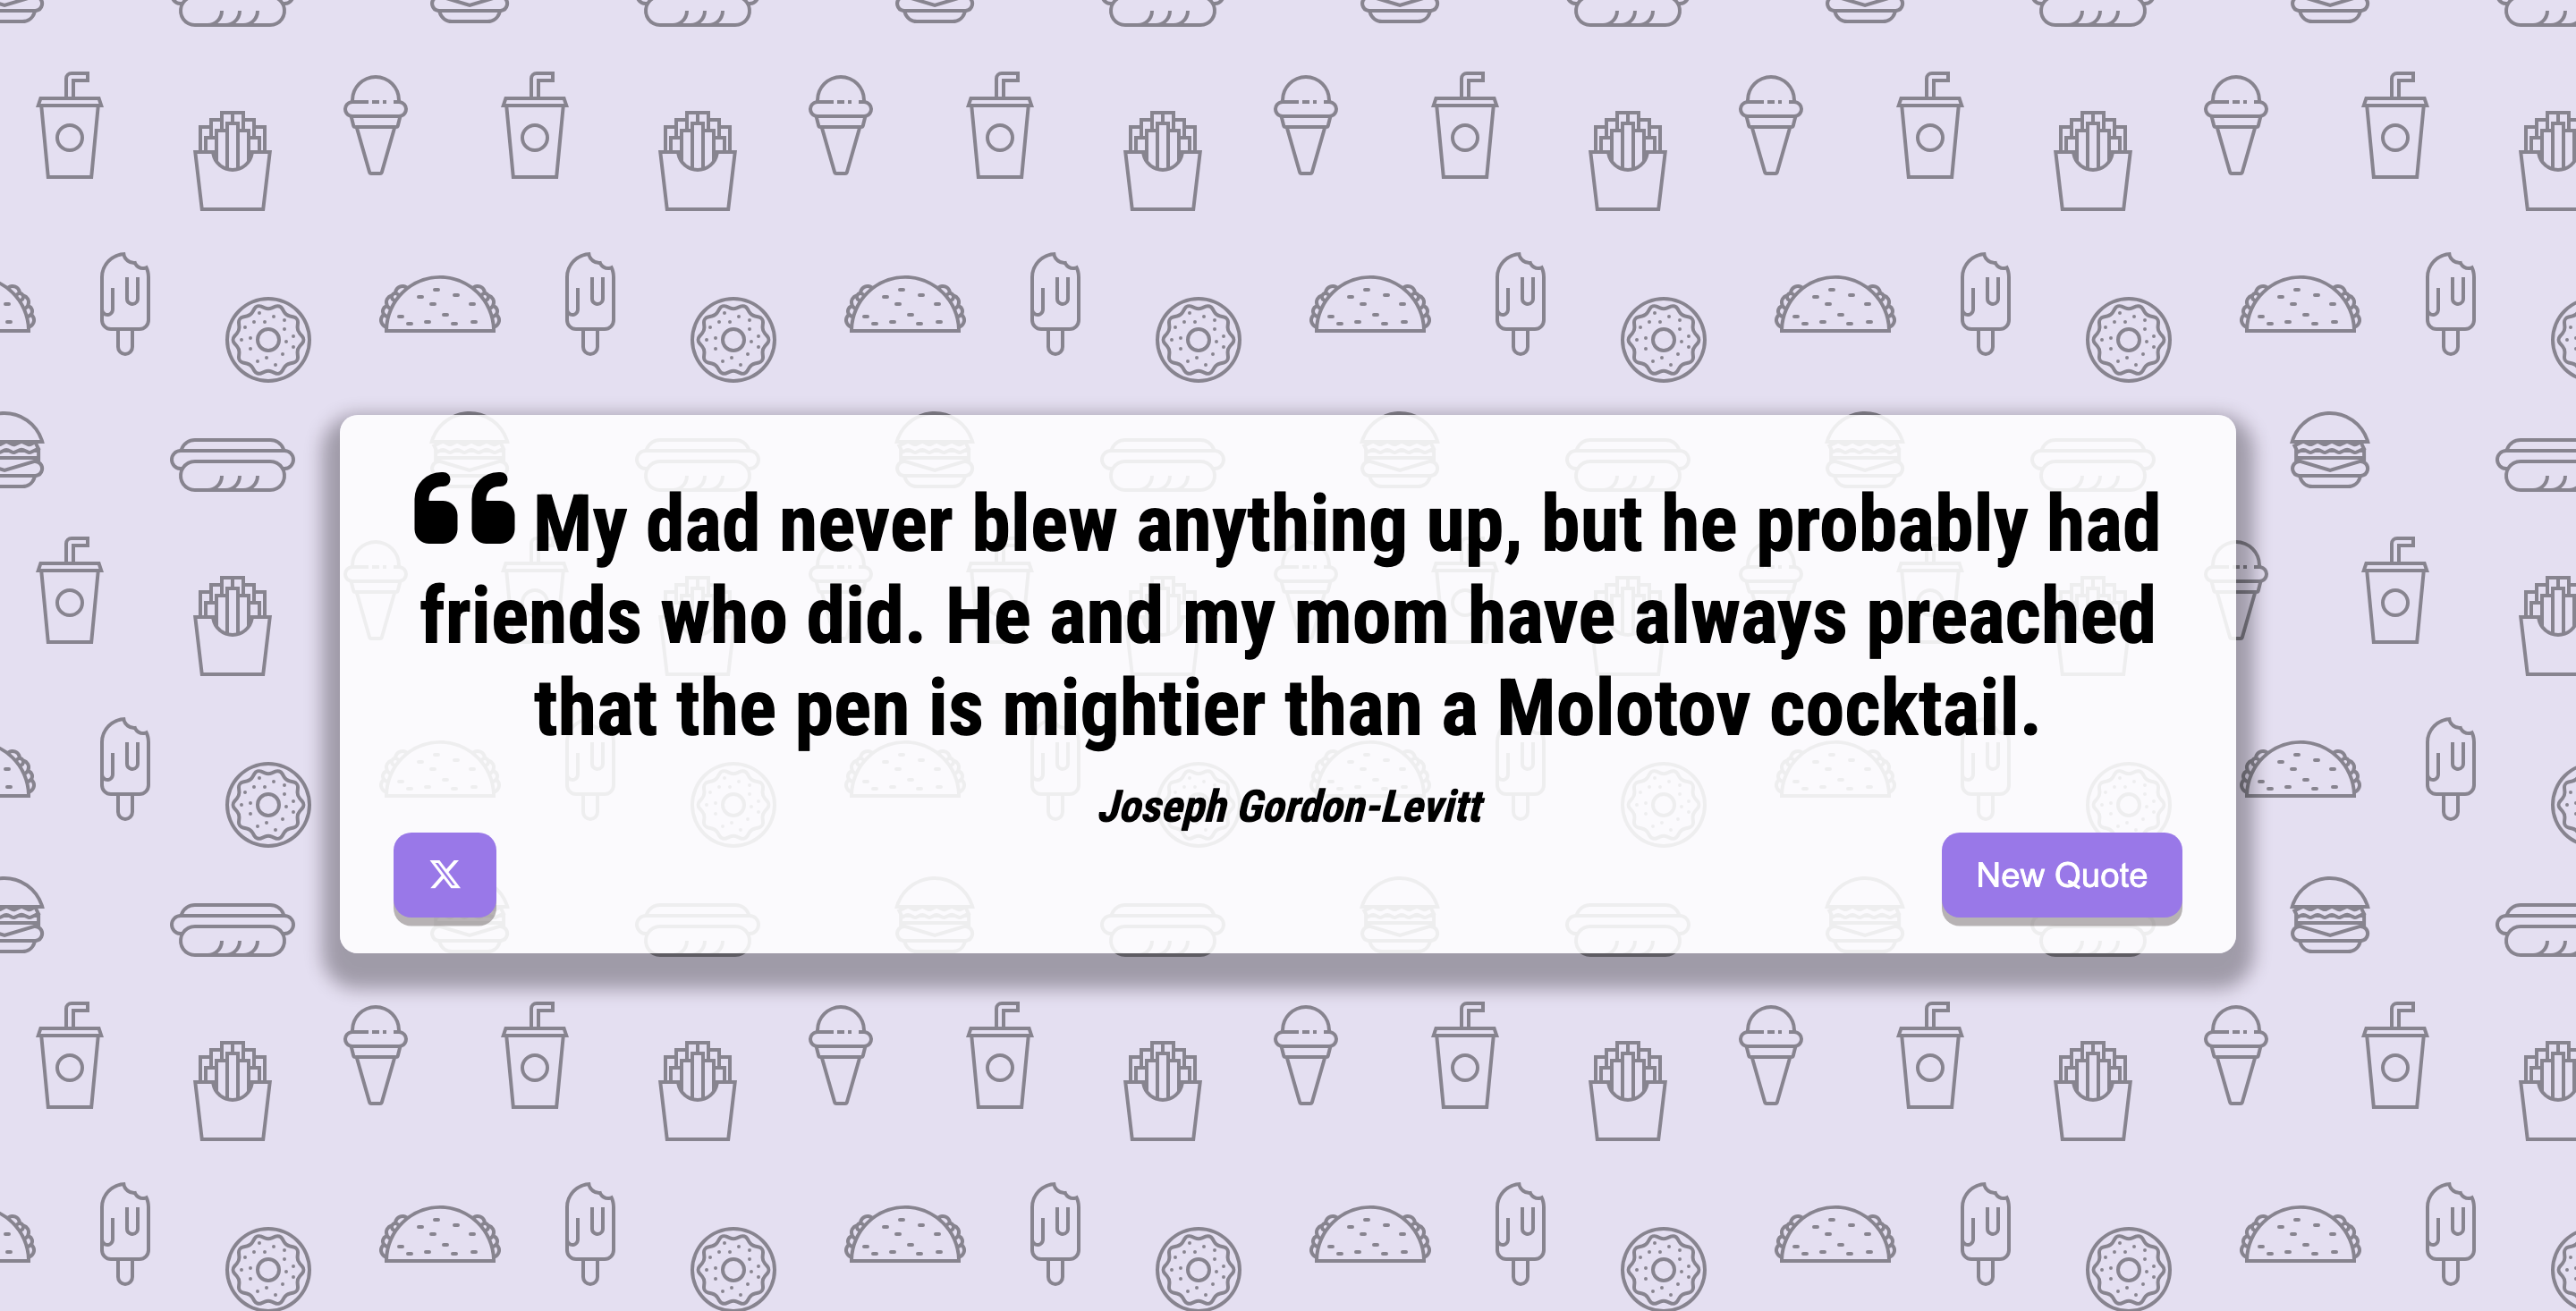 My dad never blew anything up, but he probably had
friends who did. He and my mom have always preached
that the pen is mightier than a Molotov cocktail.
Joseph Gordon-Levitt
New Quote